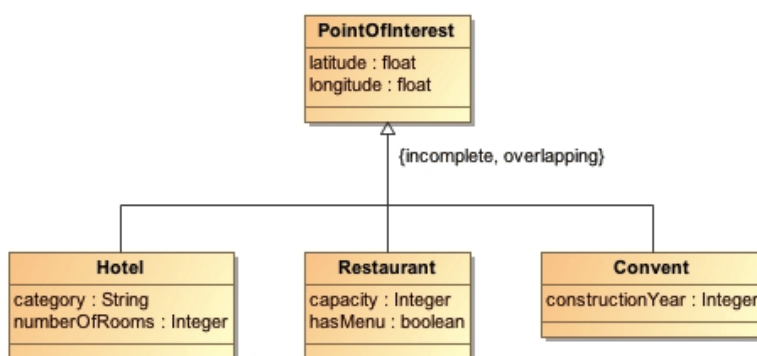 PointOfInterest
latitude : float
longitude : float
{incomplete, overlapping}
Hotel
category : String
numberOfRooms : Integer
Restaurant
capacity : Integer
hasMenu : boolean
Convent
constructionYear : Integer